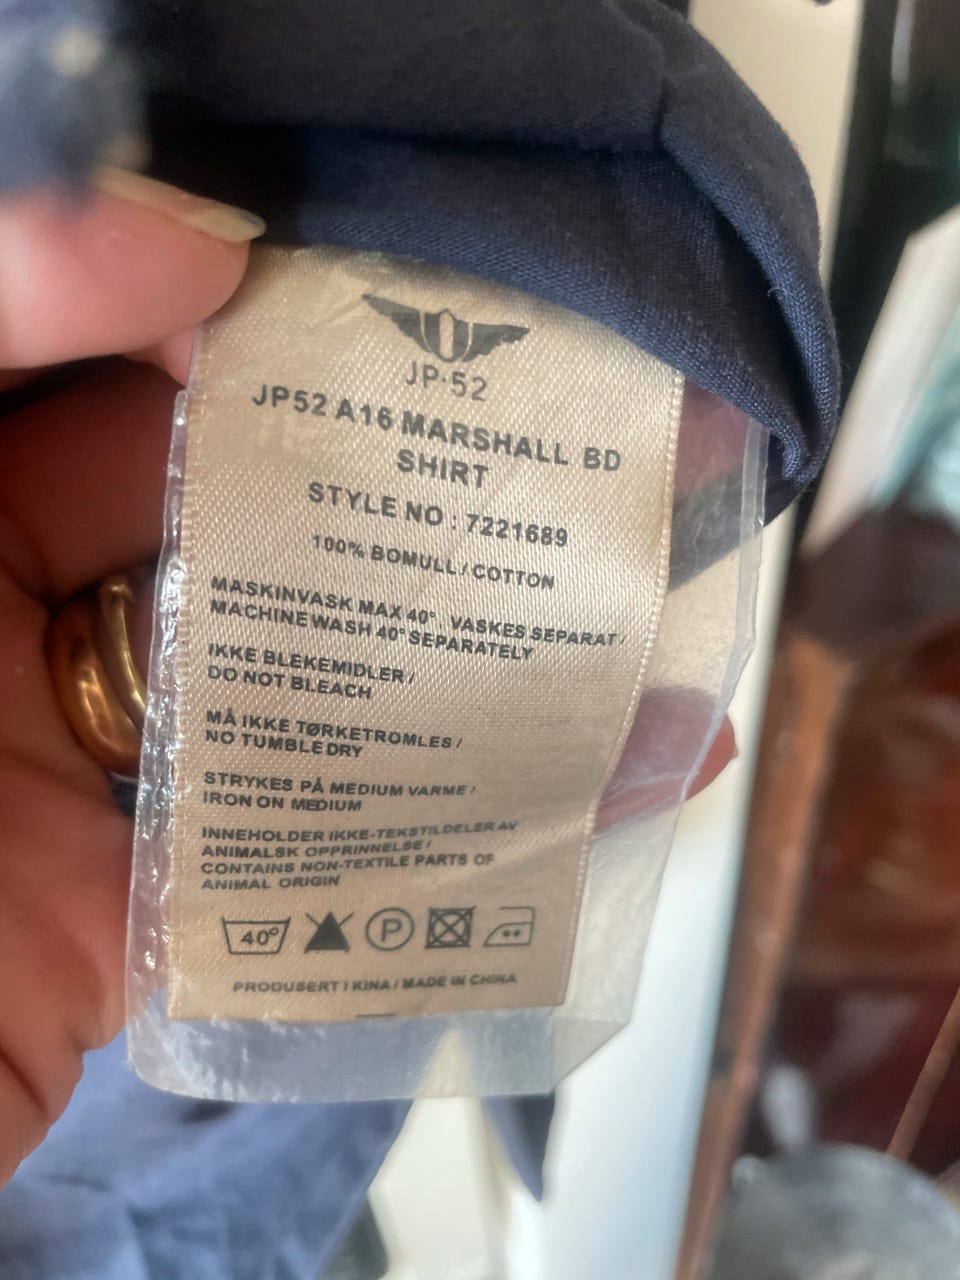 JP·52
JP52 A16 MARSHALL BD
SHIRT
STYLE NO : 7221689
100% BOMULL / COTTON
MASKINVASK MAX 40° . VASKES SEPARAT /
MACHINE WASH 40° SEPARATELY
IKKE BLEKEMIDLER /
DO NOT BLEACH
MÅ IKKE TØRKETROMLES /
NO TUMBLE DRY
STRYKES PÅ MEDIUM VARME /
IRON ON MEDIUM
INNEHOLDER IKKE-TEKSTILDELER AV
ANIMALSK OPPRINNELSE /
CONTAINS NON-TEXTILE PARTS OF
ANIMAL ORIGIN
40° P
PRODUSERT I KINA / MADE IN CHINA